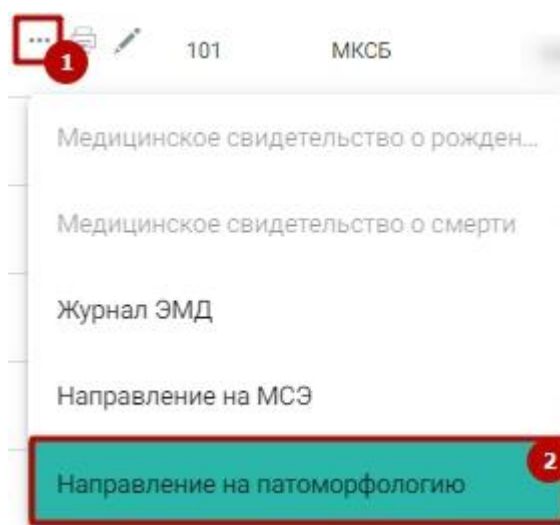 ... 101 МКСБ
1
Медицинское свидетельство о рожден...
Медицинское свидетельство о смерти
Журнал ЭМД
Направление на МСЭ
2
Направление на патоморфологию